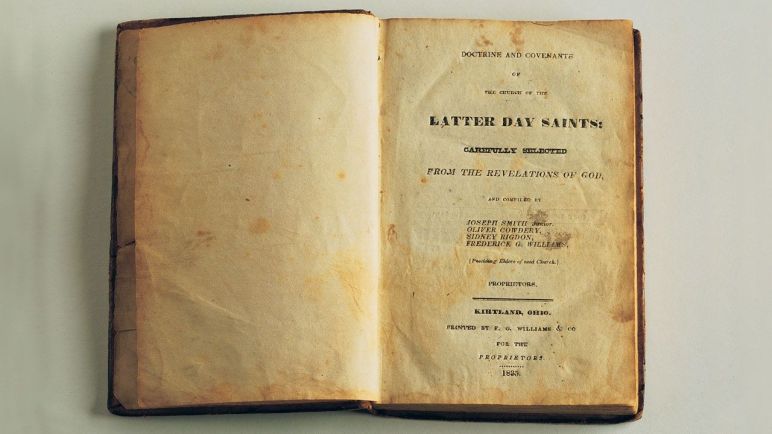 DOCTRINE AND COVENANTS
OF
THE CHURCH OF THE
LATTER DAY SAINTS:
CAREFULLY SELECTED
FROM THE REVELATIONS OF GOD,
AND COMPILED BY
JOSEPH SMITH Junior.
OLIVER COWDERY,
SIDNEY RIGDON,
FREDERICK G. WILLIAMS,
[Presiding Elders of said Church.]
PROPRIETORS.
KIRTLAND, OHIO.
PRINTED BY F. G. WILLIAMS & CO
FOR THE
PROPRIETORS.
1835.